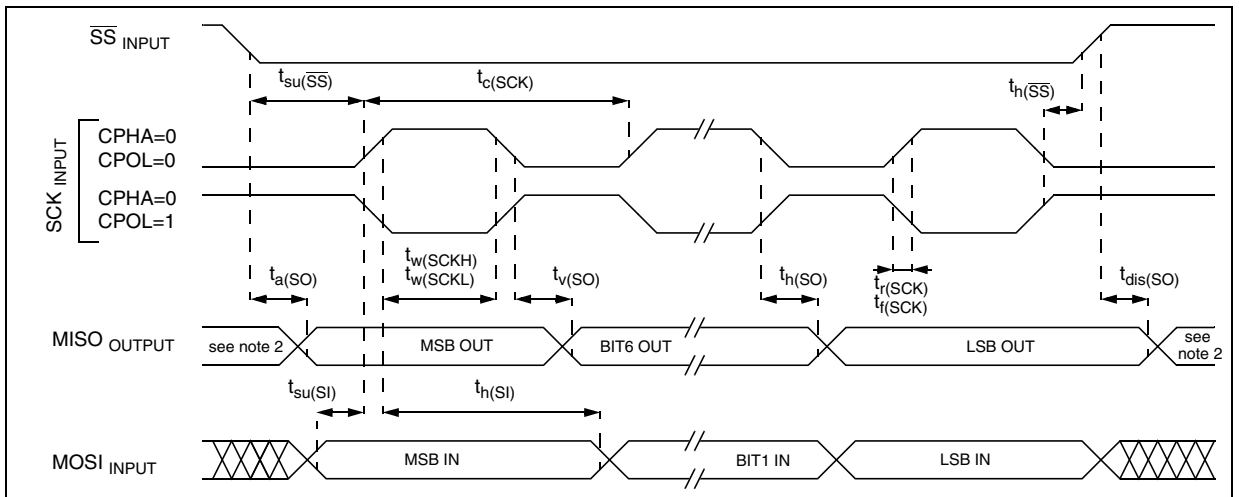 SS INPUT
tsu(SS)
tc(SCK)
th(SS)
SCK INPUT
CPHA=0
CPOL=0
CPHA=0
CPOL=1
ta(SO)
tw(SCKH)
tw(SCKL)
tv(SO)
th(SO)
tr(SCK)
tf(SCK)
tdis(SO)
MISO OUTPUT
see note 2
MSB OUT
BIT6 OUT
LSB OUT
see
note 2
tsu(SI)
th(SI)
MOSI INPUT
MSB IN
BIT1 IN
LSB IN